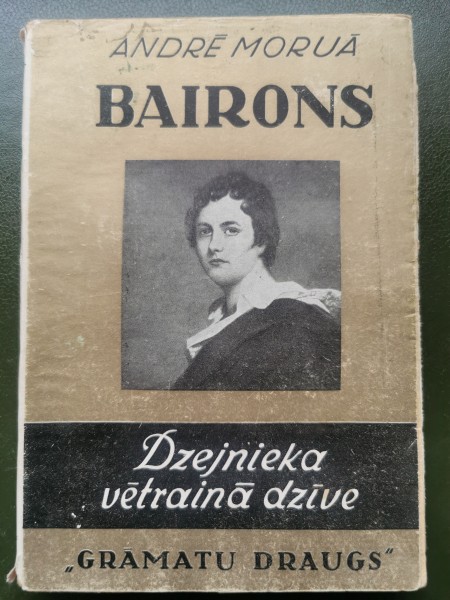 ANDRĒ MORUĀ
BAIRONS
Dzejnieka
vētrainā dzīve
„GRĀMATU DRAUGS"